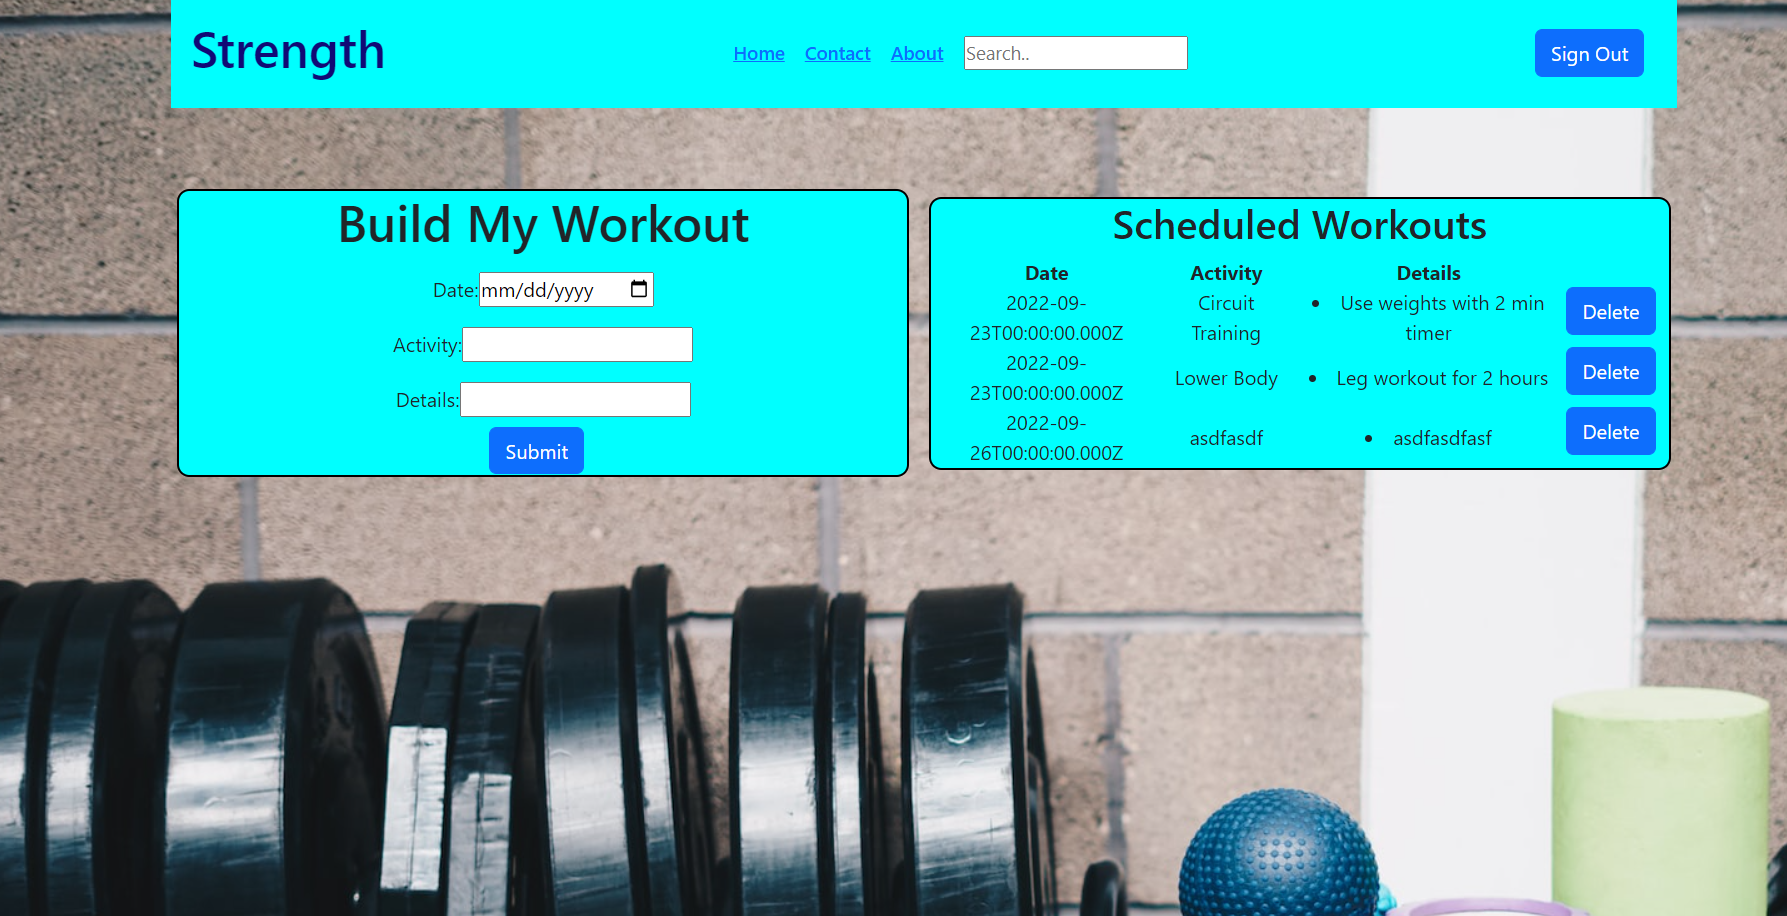 Strength
Home Contact About Search.. Sign Out
Build My Workout
Date: mm/dd/yyyy
Activity:
Details:
Submit
Scheduled Workouts
Date Activity Details
2022-09-23T00:00:00.000Z Circuit Training • Use weights with 2 min timer Delete
2022-09-23T00:00:00.000Z Lower Body • Leg workout for 2 hours Delete
2022-09-26T00:00:00.000Z asdfasdf • asdfasdfasf Delete